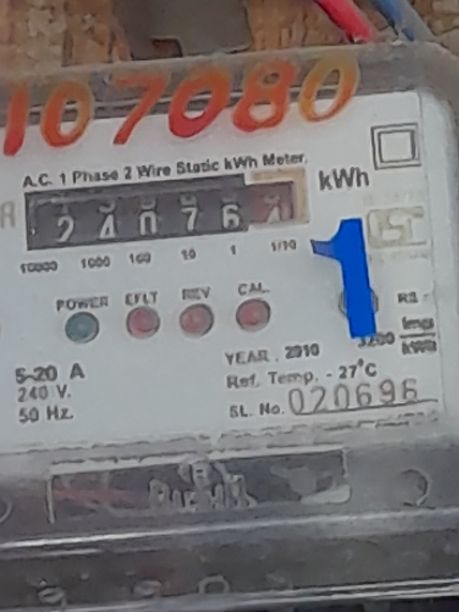 107080
A.C. 1 Phase 2 Wire Static kWh Meter.
kWh
2 4 0 7 6 4
10000 1000 100 10 1 1/10
1
POWER EFLT REV CAL
3200 imp/kWh
5-20 A
240 V.
50 Hz.
YEAR. 2010
Ref. Temp. - 27°C
SL. No. 020696